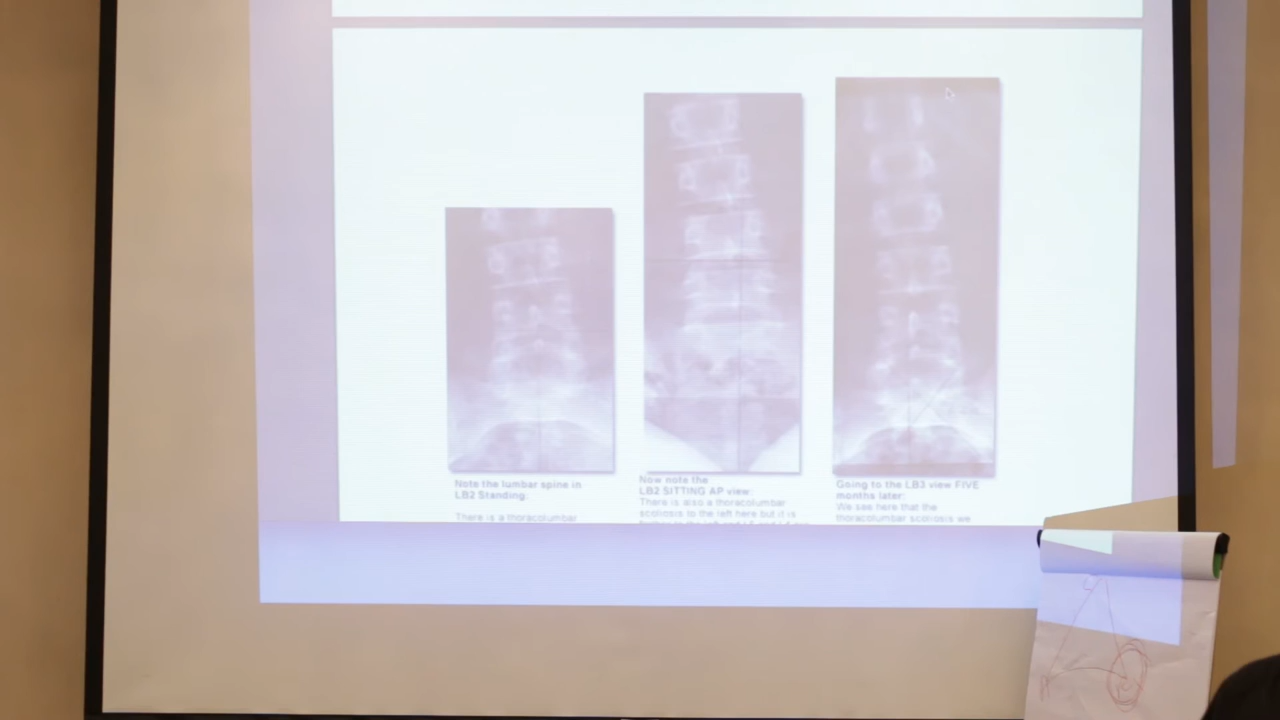 Note the lumbar spine in
LB2 Standing:
There is a thoracolumbar
Now note the
LB2 SITTING AP view:
There is also a thoracolumbar
scoliosis to the left here but it is
Going to the LB3 view FIVE
months later:
We see here that the
thoracolumbar scoliosis we